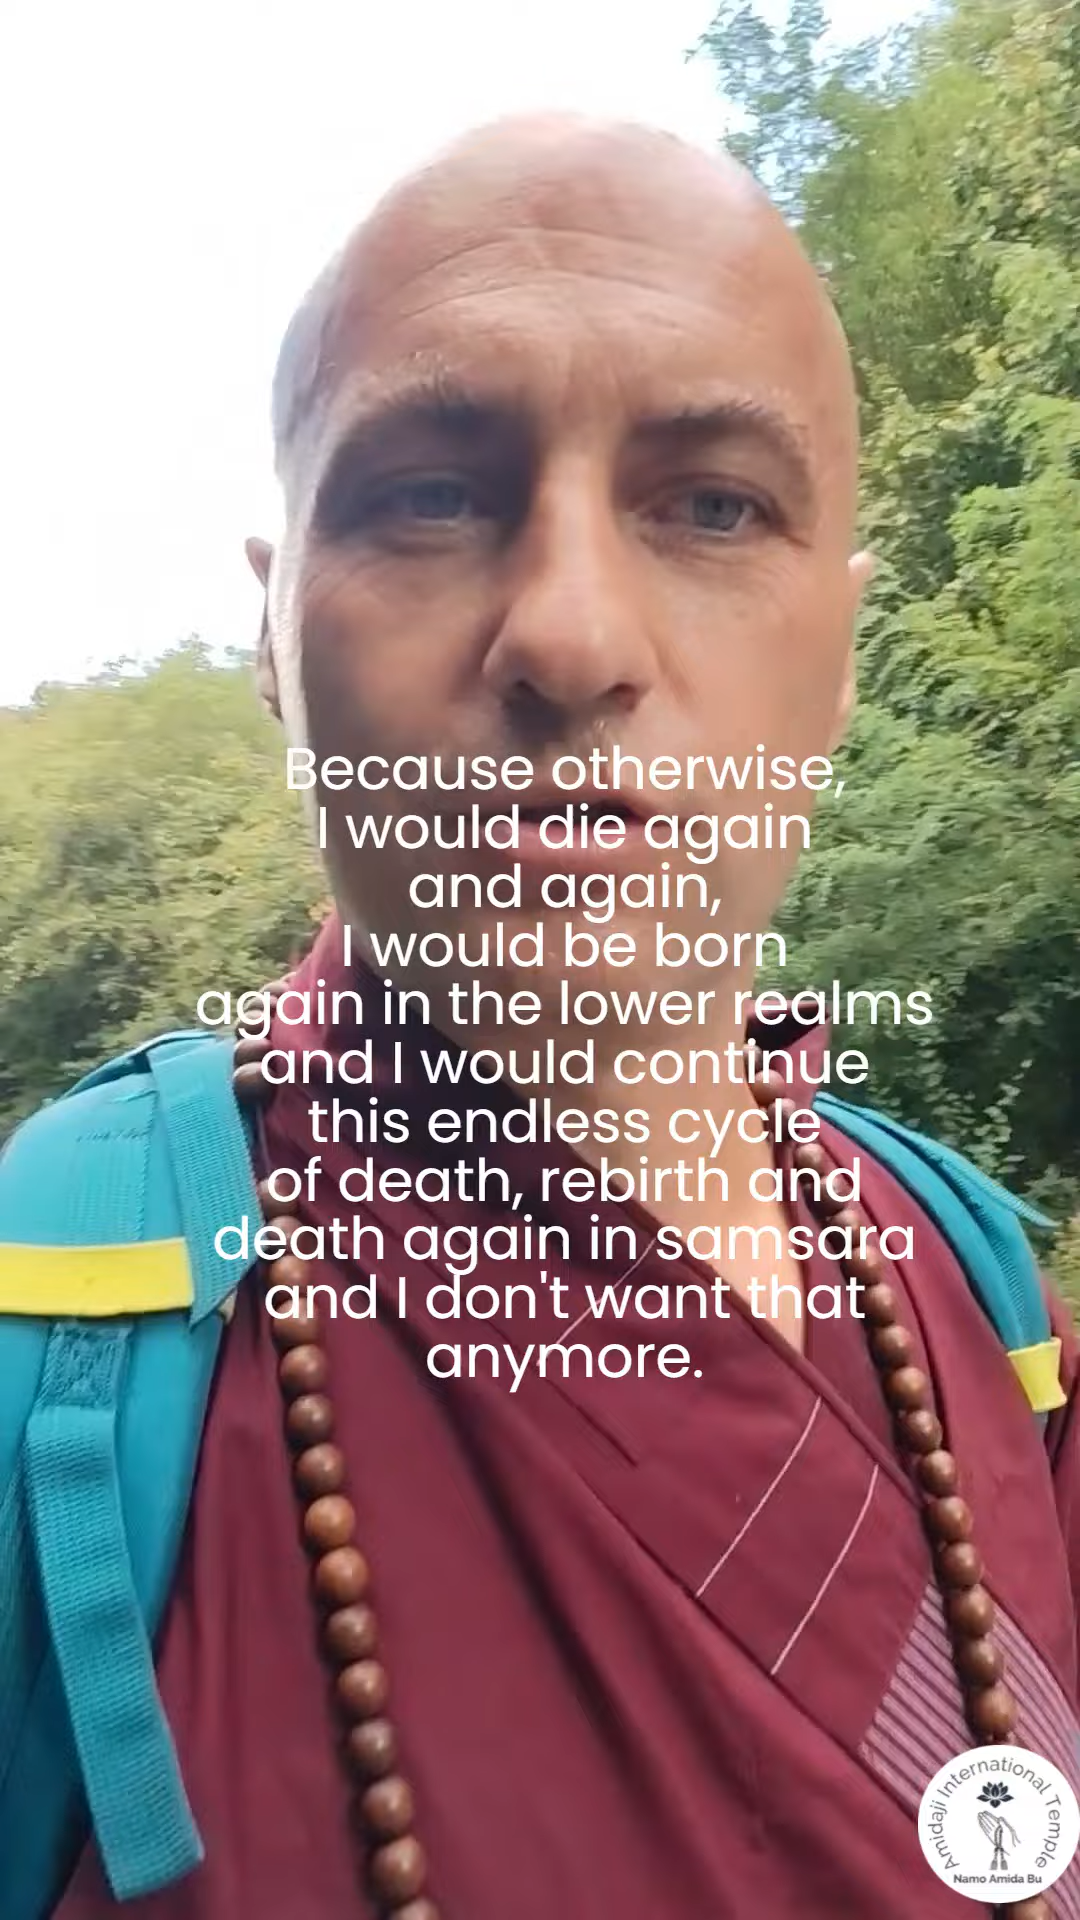 Because otherwise,
I would die again
and again,
I would be born
again in the lower realms
and I would continue
this endless cycle
of death, rebirth and
death again in samsara
and I don't want that
anymore.
Amidaji International Temple
Namo Amida Bu